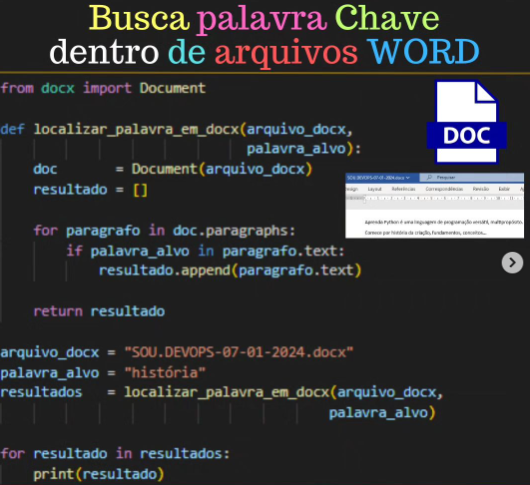 Busca palavra Chave
dentro de arquivos WORD
from docx import Document
def localizar_palavra_em_docx(arquivo_docx,
palavra_alvo):
doc = Document(arquivo_docx)
resultado = []
for paragrafo in doc.paragraphs:
if palavra_alvo in paragrafo.text:
resultado.append(paragrafo.text)
return resultado
arquivo_docx = "SOU.DEVOPS-07-01-2024.docx"
palavra_alvo = "história"
resultados = localizar_palavra_em_docx(arquivo_docx,
palavra_alvo)
for resultado in resultados:
print(resultado)
DOC
SOU.DEVOPS-07-01-2024.docx
Pesquisar
Design Layout Referências Correspondências Revisão Exibir
Aprenda Python é uma linguagem de programação versátil, multipropósito
Comece por história da criação, fundamentos, conceitos...